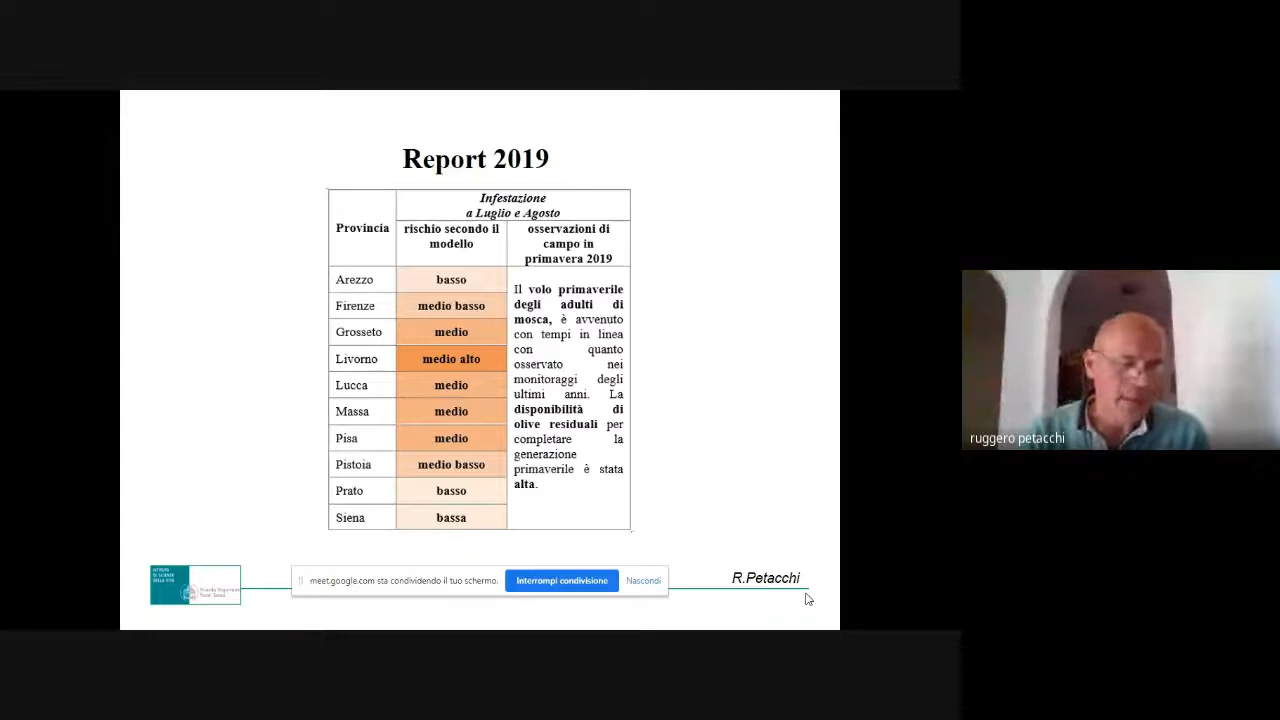 Report 2019
Infestazione
a Luglio e Agosto
Provincia
rischio secondo il
modello
osservazioni di
campo in
primavera 2019
Arezzo basso
Firenze medio basso
Grosseto medio
Livorno medio alto
Lucca medio
Massa medio
Pisa medio
Pistoia medio basso
Prato basso
Siena bassa
Il volo primaverile
degli adulti di
mosca, è avvenuto
con tempi in linea
con quanto
osservato nei
monitoraggi degli
ultimi anni. La
disponibilità di
olive residuali per
completare la
generazione
primaverile è stata
alta.
meet.google.com sta condividendo il tuo schermo.
Interrompi condivisione
Nascondi
R.Petacchi
ruggero petacchi